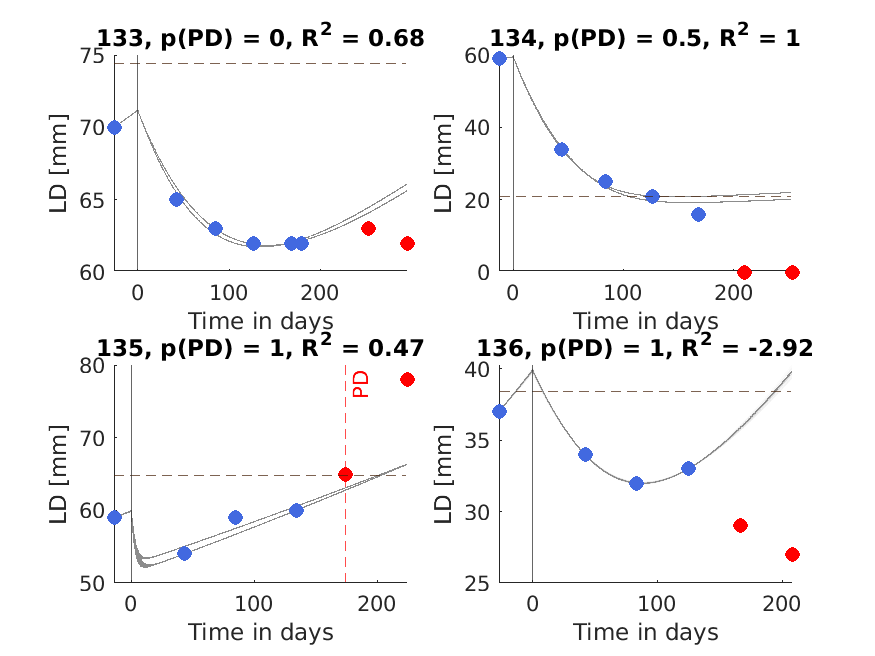 133, p(PD) = 0, R² = 0.68
75
70
65
60
LD [mm]
0
100
200
Time in days
134, p(PD) = 0.5, R² = 1
60
40
20
0
LD [mm]
0
100
200
Time in days
135, p(PD) = 1, R² = 0.47
80
70
60
50
LD [mm]
PD
0
100
200
Time in days
136, p(PD) = 1, R² = -2.92
40
35
30
25
LD [mm]
0
100
200
Time in days